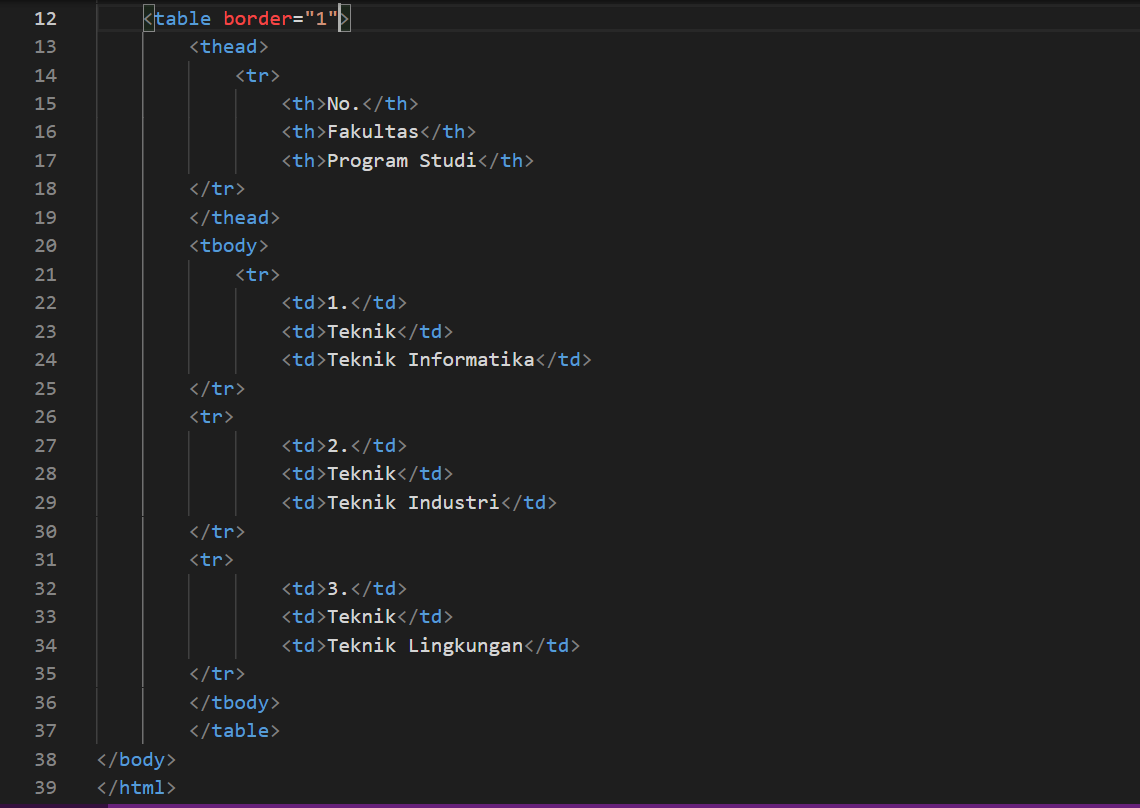 12 <table border="1">
13 <thead>
14 <tr>
15 <th>No.</th>
16 <th>Fakultas</th>
17 <th>Program Studi</th>
18 </tr>
19 </thead>
20 <tbody>
21 <tr>
22 <td>1.</td>
23 <td>Teknik</td>
24 <td>Teknik Informatika</td>
25 </tr>
26 <tr>
27 <td>2.</td>
28 <td>Teknik</td>
29 <td>Teknik Industri</td>
30 </tr>
31 <tr>
32 <td>3.</td>
33 <td>Teknik</td>
34 <td>Teknik Lingkungan</td>
35 </tr>
36 </tbody>
37 </table>
38 </body>
39 </html>